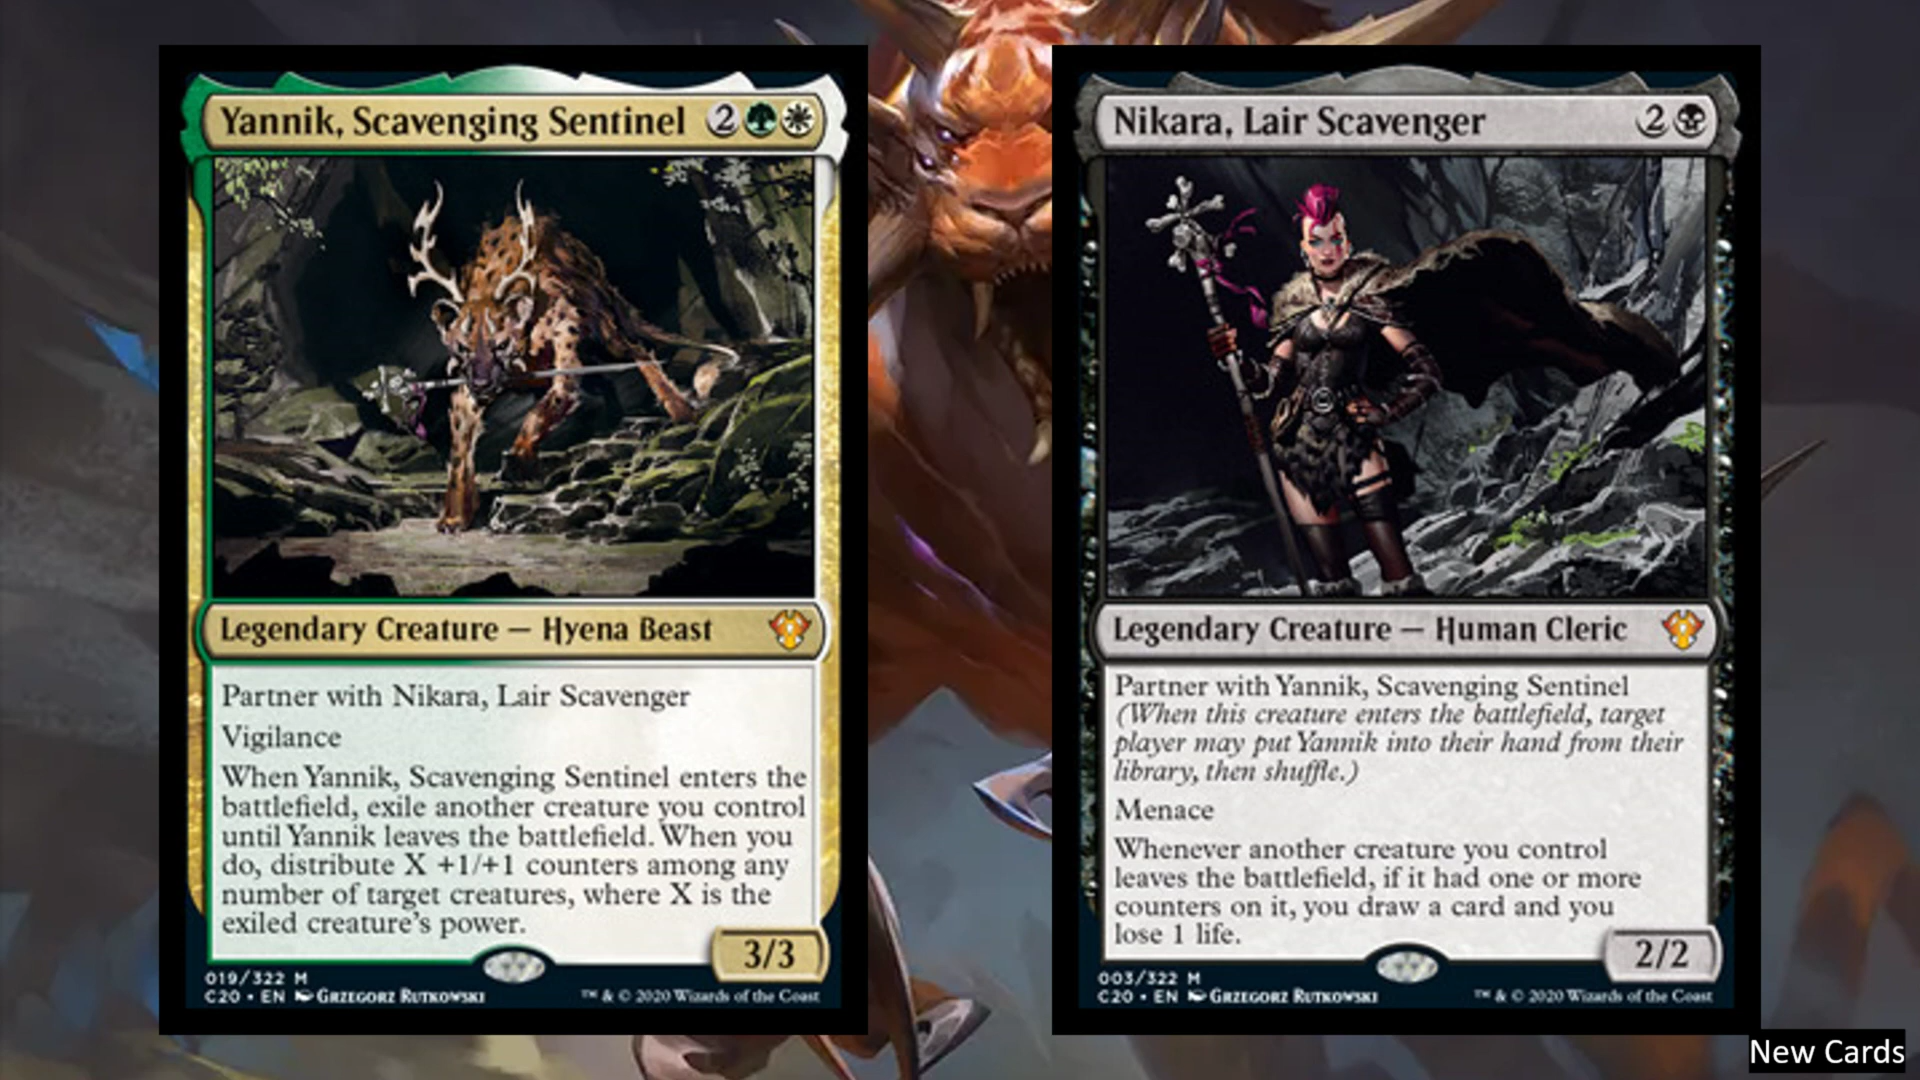 Yannik, Scavenging Sentinel 2
Legendary Creature — Hyena Beast
Partner with Nikara, Lair Scavenger
Vigilance
When Yannik, Scavenging Sentinel enters the
battlefield, exile another creature you control
until Yannik leaves the battlefield. When you
do, distribute X +1/+1 counters among any
number of target creatures, where X is the
exiled creature's power.
3/3
019/322 M
C20 • EN Grzegorz Rutkowski
™ & © 2020 Wizards of the Coast
Nikara, Lair Scavenger 2
Legendary Creature — Human Cleric
Partner with Yannik, Scavenging Sentinel
(When this creature enters the battlefield, target
player may put Yannik into their hand from their
library, then shuffle.)
Menace
Whenever another creature you control
leaves the battlefield, if it had one or more
counters on it, you draw a card and you
lose 1 life.
2/2
003/322 M
C20 • EN Grzegorz Rutkowski
™ & © 2020 Wizards of the Coast
New Cards